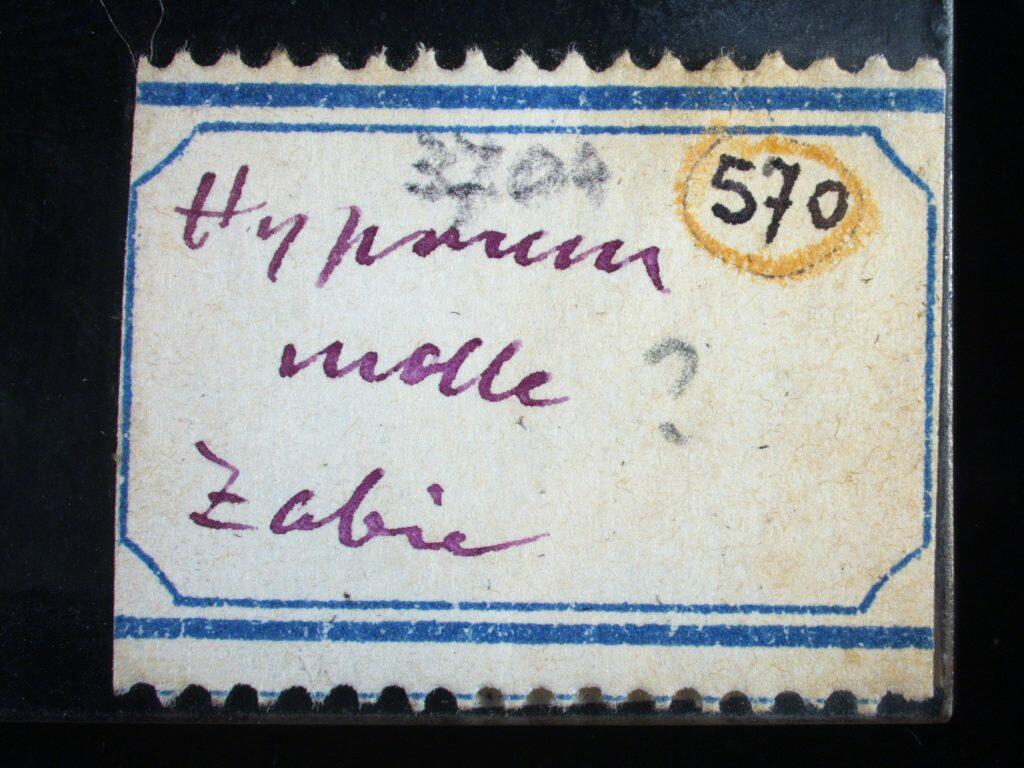 3704
570
Hypnum
molle ?
Zabie